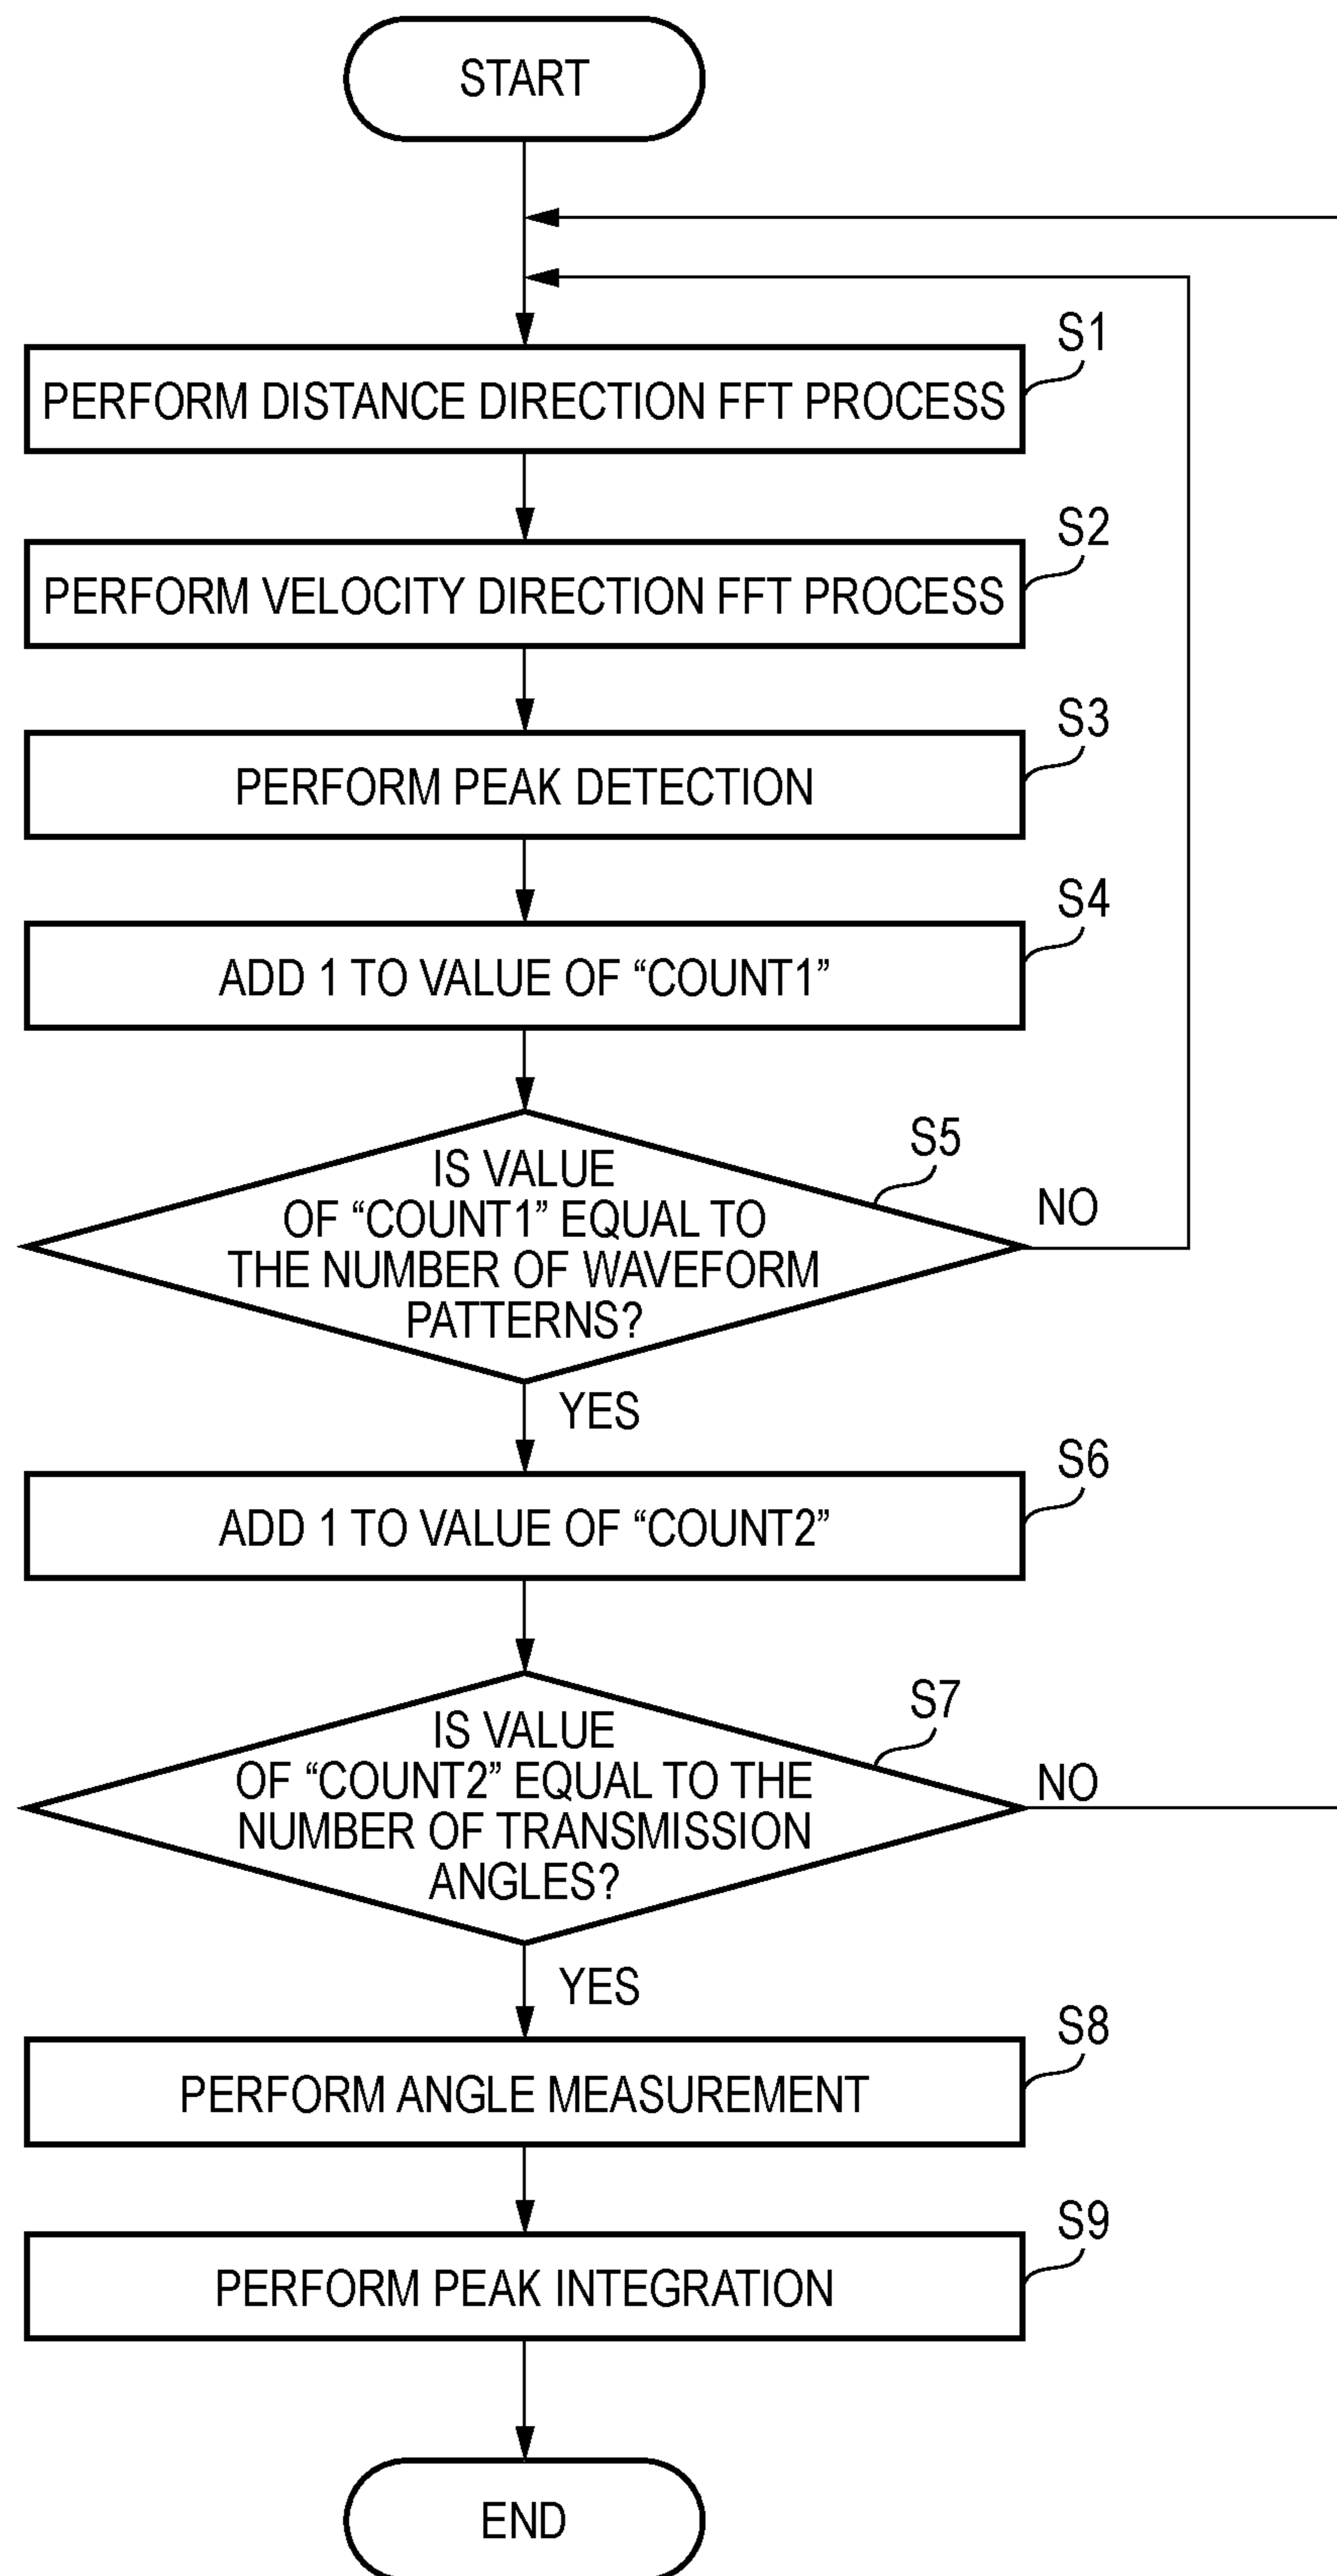 START
S1
PERFORM DISTANCE DIRECTION FFT PROCESS
S2
PERFORM VELOCITY DIRECTION FFT PROCESS
S3
PERFORM PEAK DETECTION
S4
ADD 1 TO VALUE OF “COUNT1”
S5
IS VALUE
OF “COUNT1” EQUAL TO
THE NUMBER OF WAVEFORM
PATTERNS?
NO
YES
S6
ADD 1 TO VALUE OF “COUNT2”
S7
IS VALUE
OF “COUNT2” EQUAL TO THE
NUMBER OF TRANSMISSION
ANGLES?
NO
YES
S8
PERFORM ANGLE MEASUREMENT
S9
PERFORM PEAK INTEGRATION
END